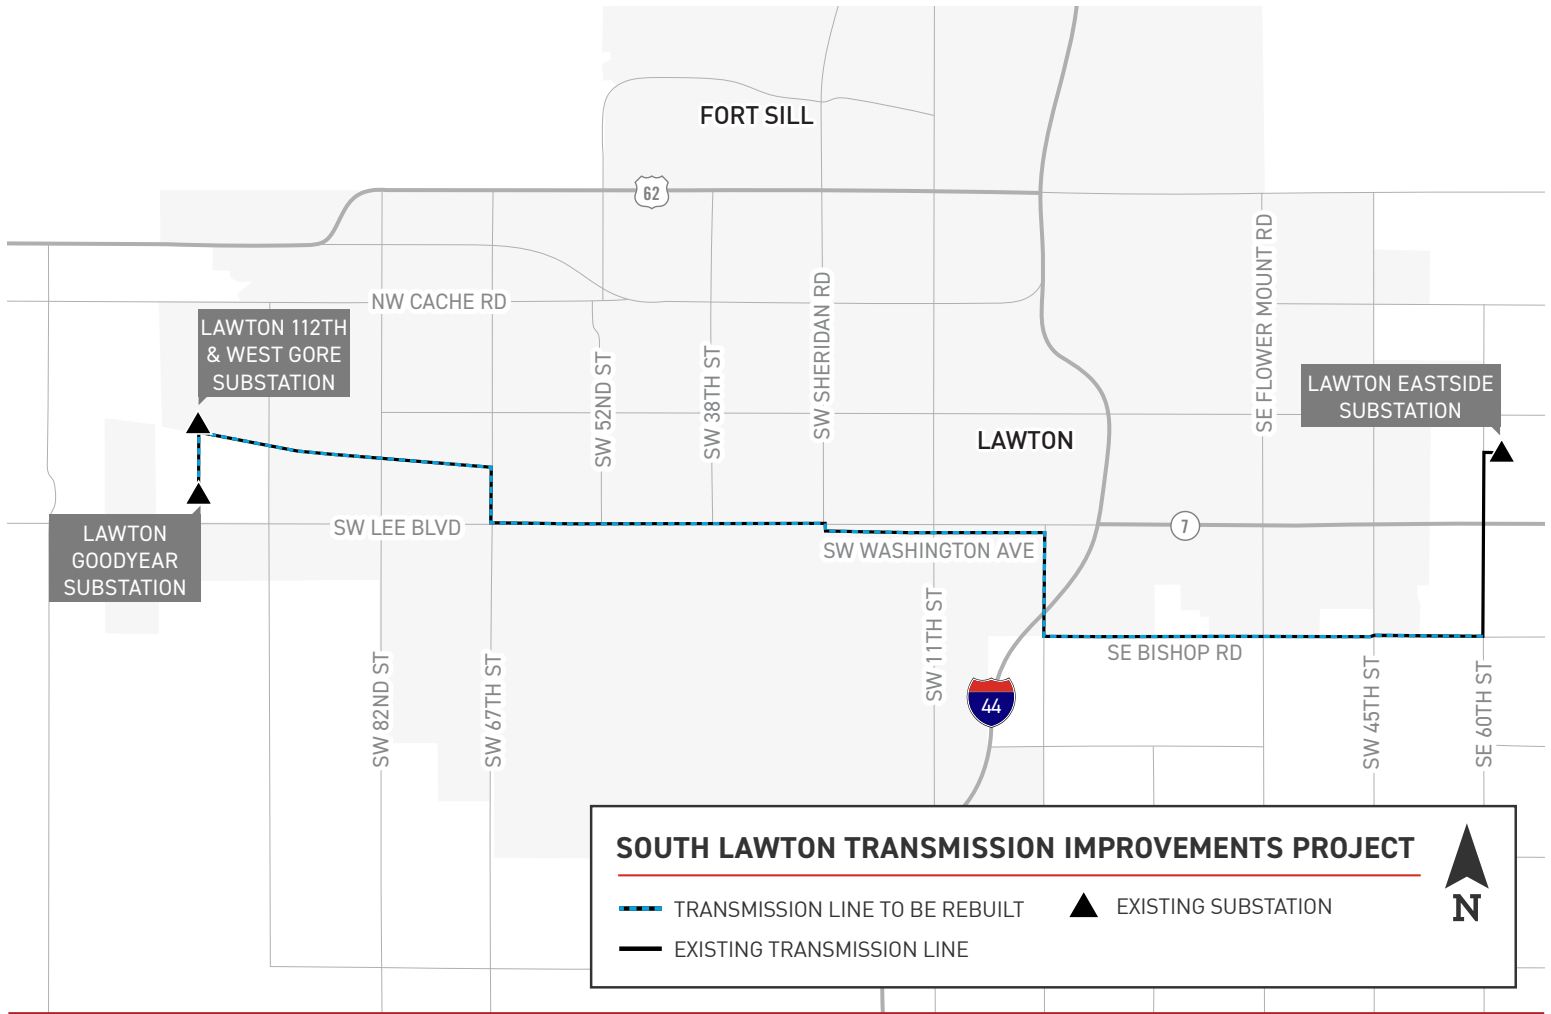 FORT SILL
62
NW CACHE RD
LAWTON 112TH
& WEST GORE
SUBSTATION
SW 52ND ST
SW 38TH ST
SW SHERIDAN RD
SE FLOWER MOUNT RD
LAWTON EASTSIDE
SUBSTATION
LAWTON
LAWTON
GOODYEAR
SUBSTATION
SW LEE BLVD
7
SW WASHINGTON AVE
SW 11TH ST
SE BISHOP RD
SW 82ND ST
SW 67TH ST
44
SW 45TH ST
SE 60TH ST
SOUTH LAWTON TRANSMISSION IMPROVEMENTS PROJECT
TRANSMISSION LINE TO BE REBUILT
EXISTING SUBSTATION
EXISTING TRANSMISSION LINE
N